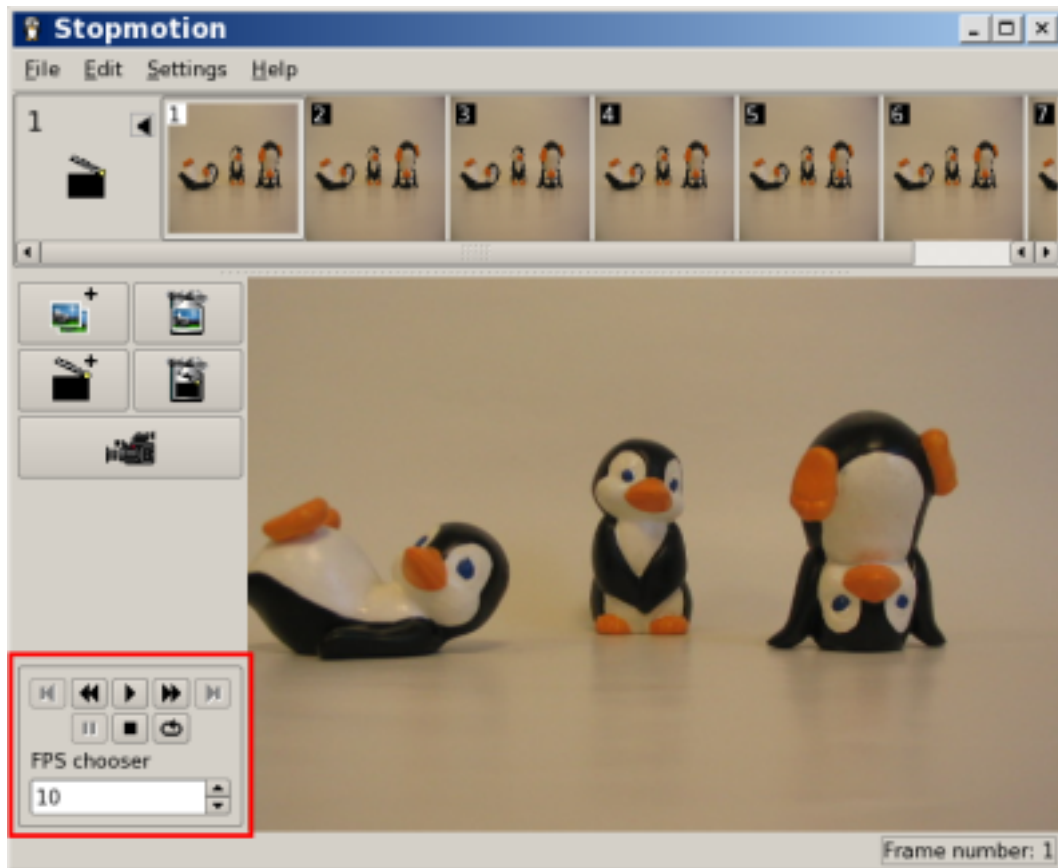 Stopmotion
File Edit Settings Help
1
1 2 3 4 5 6 7
FPS chooser
10
Frame number: 1